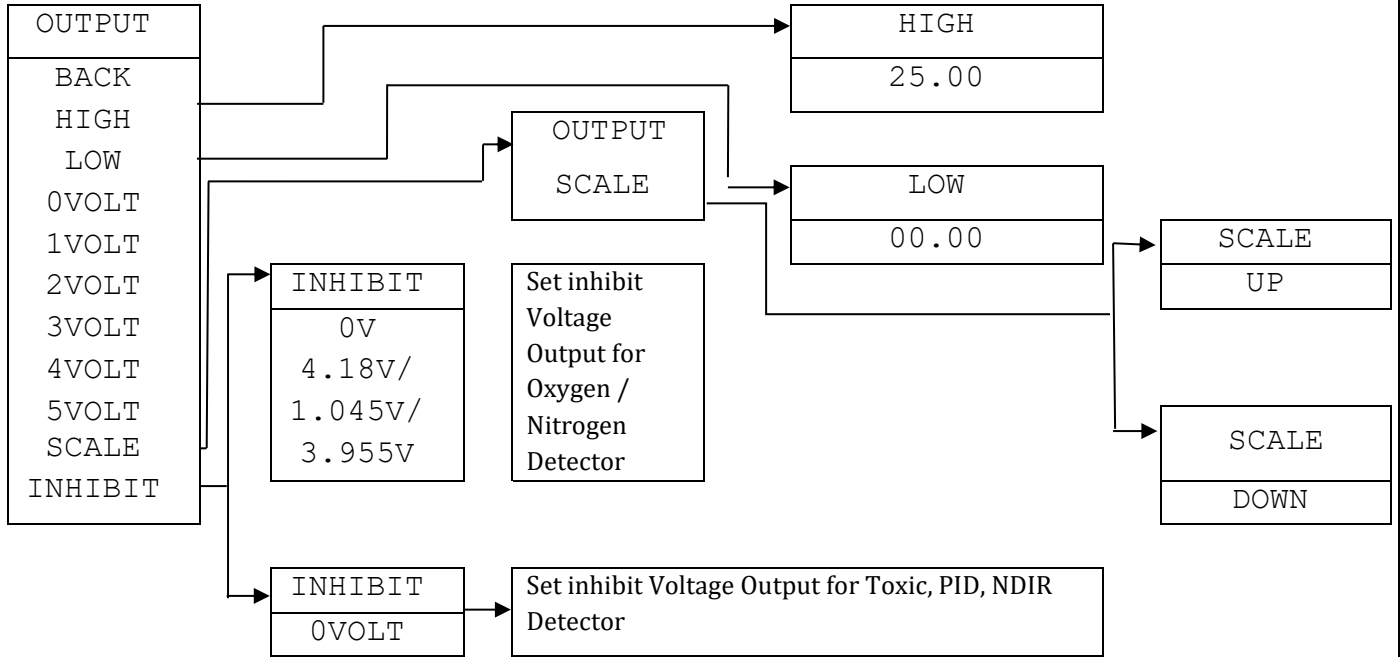 OUTPUT
BACK
HIGH
LOW
0VOLT
1VOLT
2VOLT
3VOLT
4VOLT
5VOLT
SCALE
INHIBIT
HIGH
25.00
OUTPUT
SCALE
LOW
00.00
SCALE
UP
SCALE
DOWN
INHIBIT
0V
4.18V/
1.045V/
3.955V
Set inhibit
Voltage
Output for
Oxygen /
Nitrogen
Detector
INHIBIT
0VOLT
Set inhibit Voltage Output for Toxic, PID, NDIR
Detector